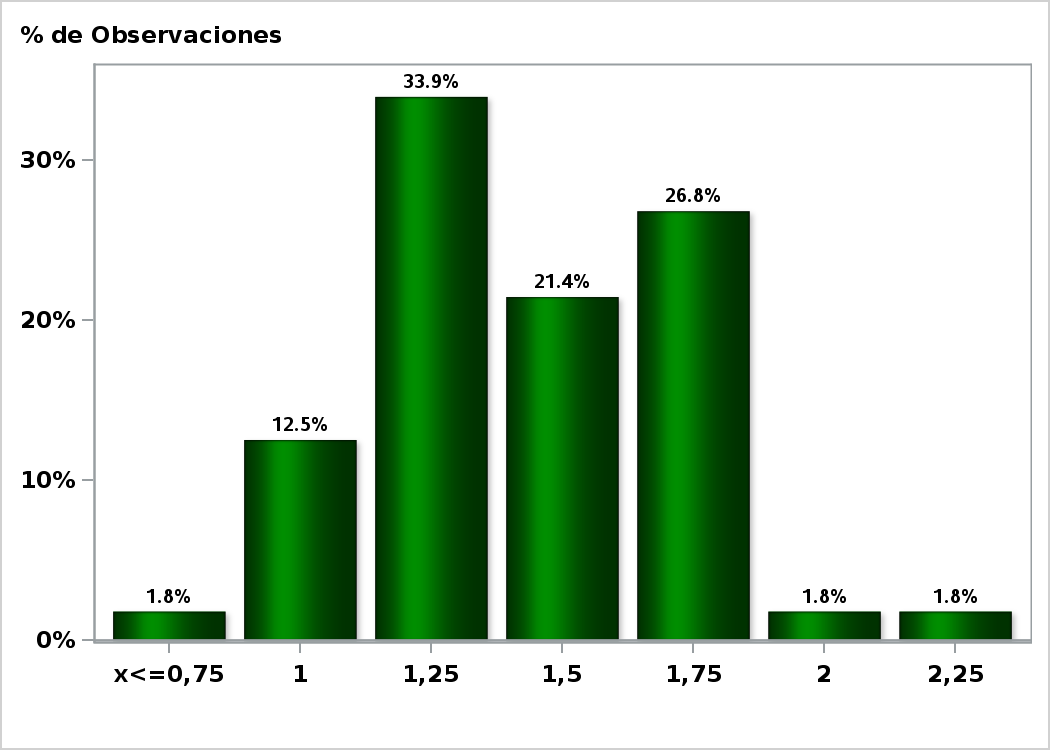 % de Observaciones
33.9%
30%
26.8%
21.4%
20%
12.5%
10%
1.8% 1.8% 1.8%
0%
x<=0,75 1 1,25 1,5 1,75 2 2,25